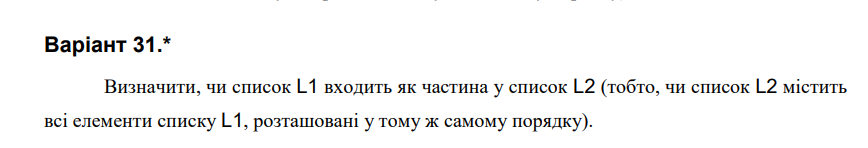 Варіант 31.*
Визначити, чи список L1 входить як частина у список L2 (тобто, чи список L2 містить
всі елементи списку L1, розташовані у тому ж самому порядку).